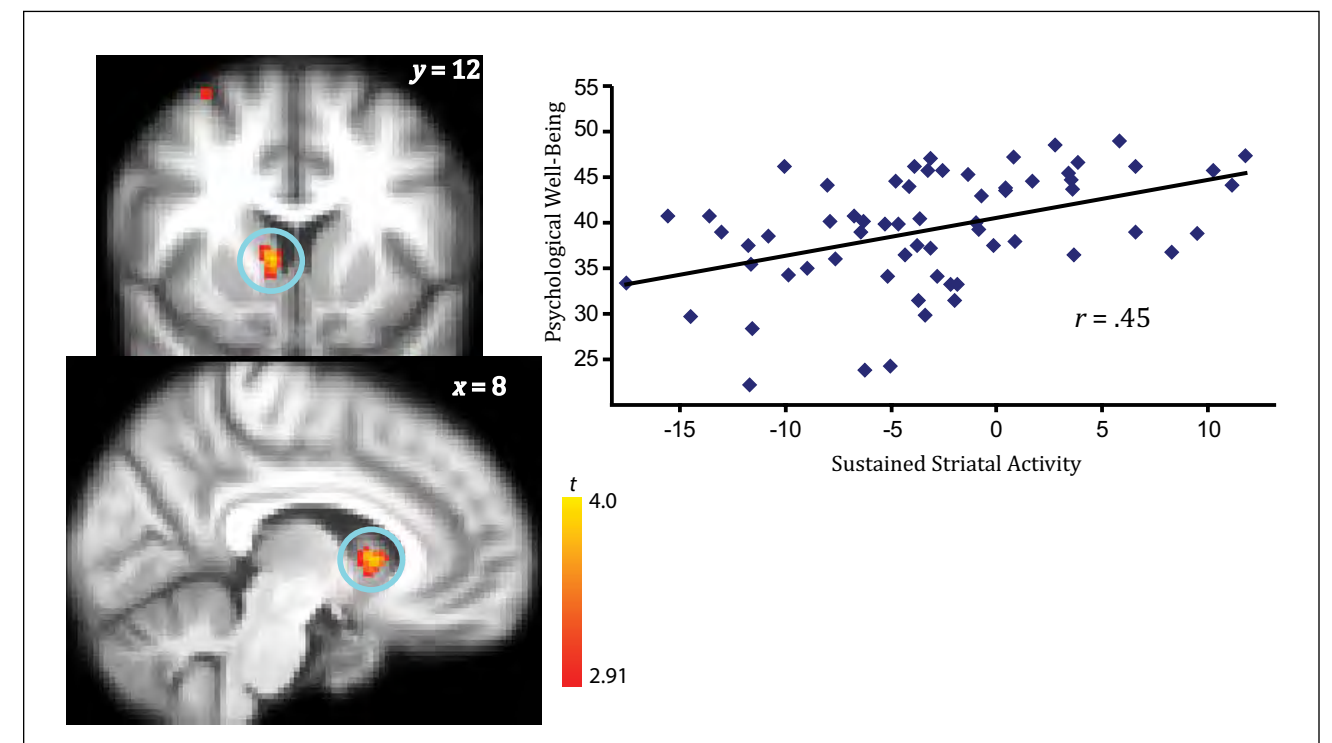 y = 12
x = 8
t
4.0
2.91
Psychological Well-Being
55
50
45
40
35
30
25
r = .45
-15 -10 -5 0 5 10
Sustained Striatal Activity